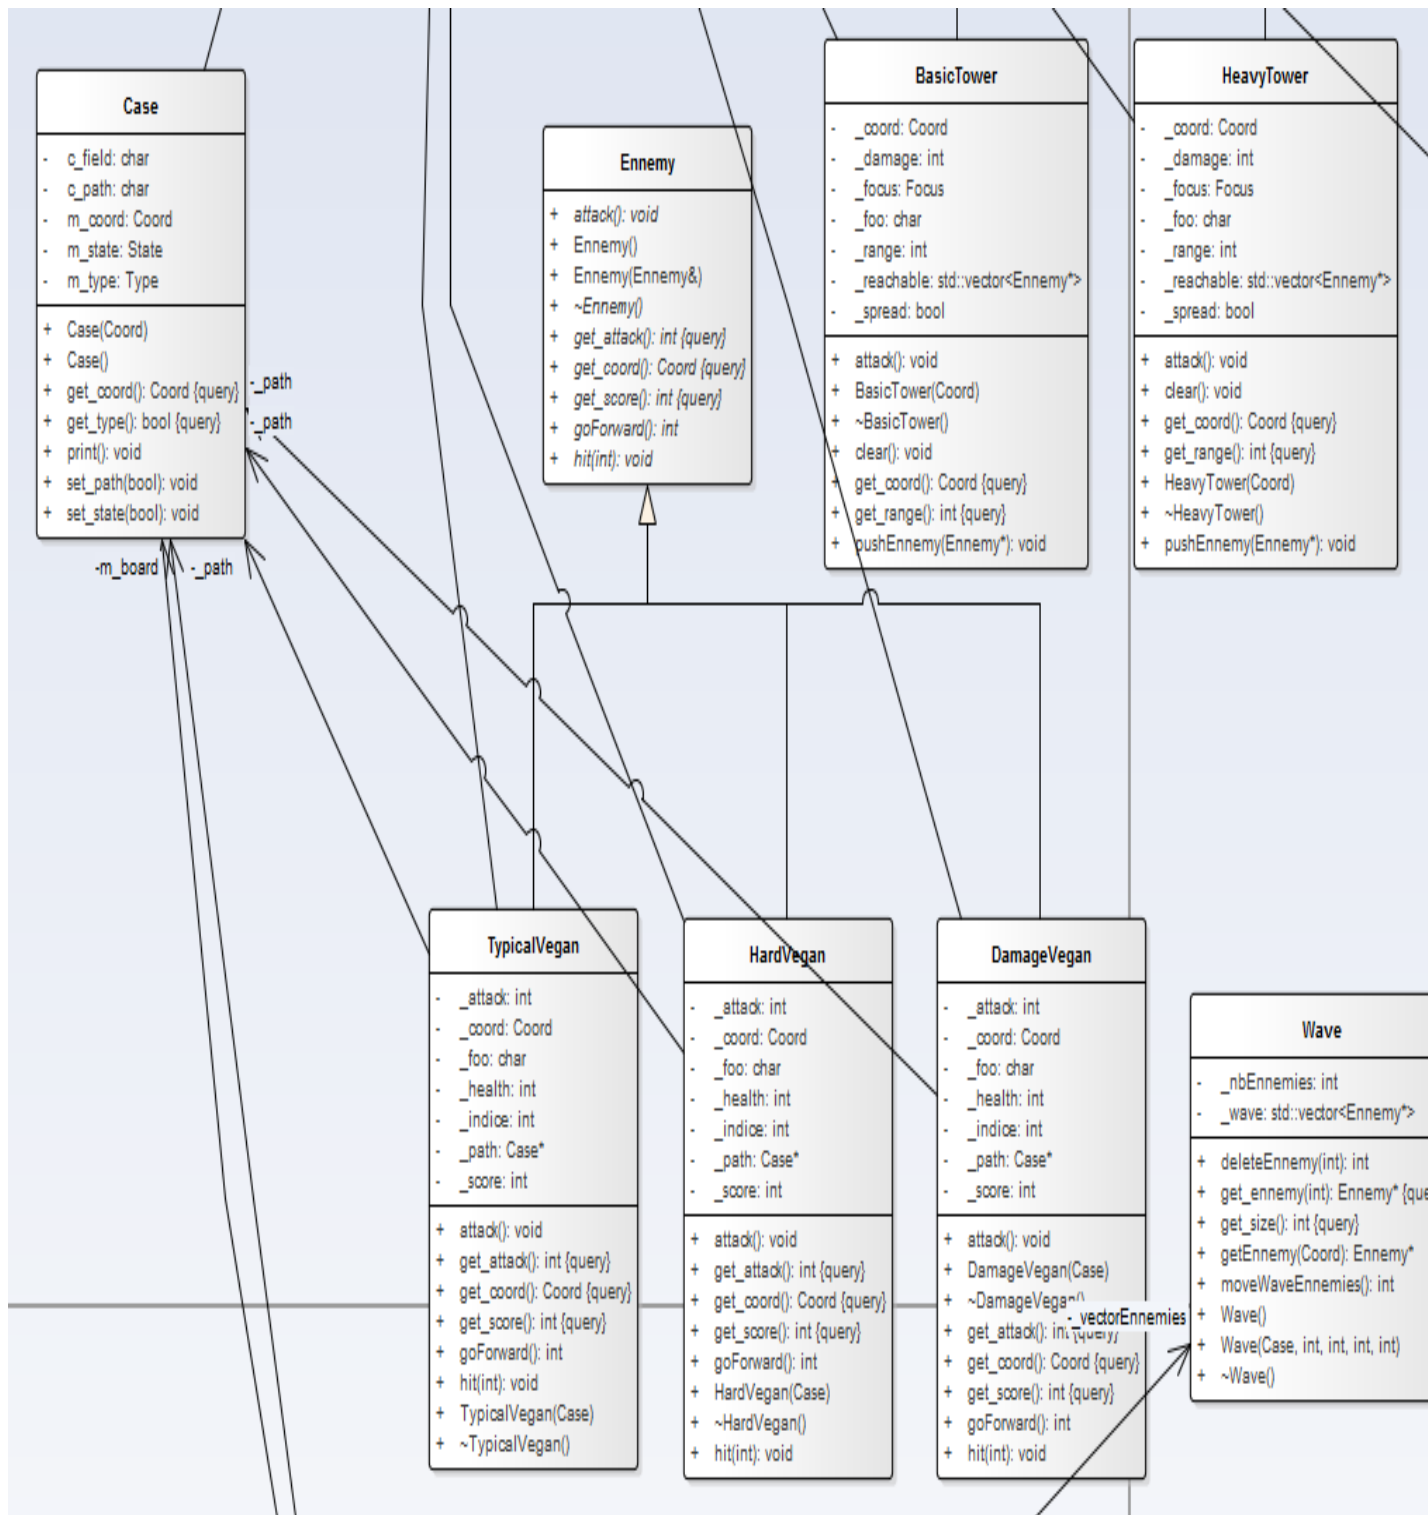 Case
- c_field: char
- c_path: char
- m_coord: Coord
- m_state: State
- m_type: Type
+ Case(Coord)
+ Case()
+ get_coord(): Coord {query}
+ get_type(): bool {query}
+ print(): void
+ set_path(bool): void
+ set_state(bool): void
-_path
-_path
-m_board
-_path
Ennemy
+ attack(): void
+ Ennemy()
+ Ennemy(Ennemy&)
+ ~Ennemy()
+ get_attack(): int {query}
+ get_coord(): Coord {query}
+ get_score(): int {query}
+ goForward(): int
+ hit(int): void
BasicTower
- _coord: Coord
- _damage: int
- _focus: Focus
- _foo: char
- _range: int
- _reachable: std::vector<Ennemy*>
- _spread: bool
+ attack(): void
+ BasicTower(Coord)
+ ~BasicTower()
+ clear(): void
+ get_coord(): Coord {query}
+ get_range(): int {query}
+ pushEnnemy(Ennemy*): void
HeavyTower
- _coord: Coord
- _damage: int
- _focus: Focus
- _foo: char
- _range: int
- _reachable: std::vector<Ennemy*>
- _spread: bool
+ attack(): void
+ clear(): void
+ get_coord(): Coord {query}
+ get_range(): int {query}
+ HeavyTower(Coord)
+ ~HeavyTower()
+ pushEnnemy(Ennemy*): void
TypicalVegan
- _attack: int
- _coord: Coord
- _foo: char
- _health: int
- _indice: int
- _path: Case*
- _score: int
+ attack(): void
+ get_attack(): int {query}
+ get_coord(): Coord {query}
+ get_score(): int {query}
+ goForward(): int
+ hit(int): void
+ TypicalVegan(Case)
+ ~TypicalVegan()
HardVegan
- _attack: int
- _coord: Coord
- _foo: char
- _health: int
- _indice: int
- _path: Case*
- _score: int
+ attack(): void
+ get_attack(): int {query}
+ get_coord(): Coord {query}
+ get_score(): int {query}
+ goForward(): int
+ HardVegan(Case)
+ ~HardVegan()
+ hit(int): void
DamageVegan
- _attack: int
- _coord: Coord
- _foo: char
- _health: int
- _indice: int
- _path: Case*
- _score: int
+ attack(): void
+ DamageVegan(Case)
+ ~DamageVegan()
+ get_attack(): int {query}
+ get_coord(): Coord {query}
+ get_score(): int {query}
+ goForward(): int
+ hit(int): void
-_vectorEnnemies
Wave
- _nbEnnemies: int
- _wave: std::vector<Ennemy*>
+ deleteEnnemy(int): int
+ get_ennemy(int): Ennemy* {que
+ get_size(): int {query}
+ getEnnemy(Coord): Ennemy*
+ moveWaveEnnemies(): int
+ Wave()
+ Wave(Case, int, int, int, int)
+ ~Wave()